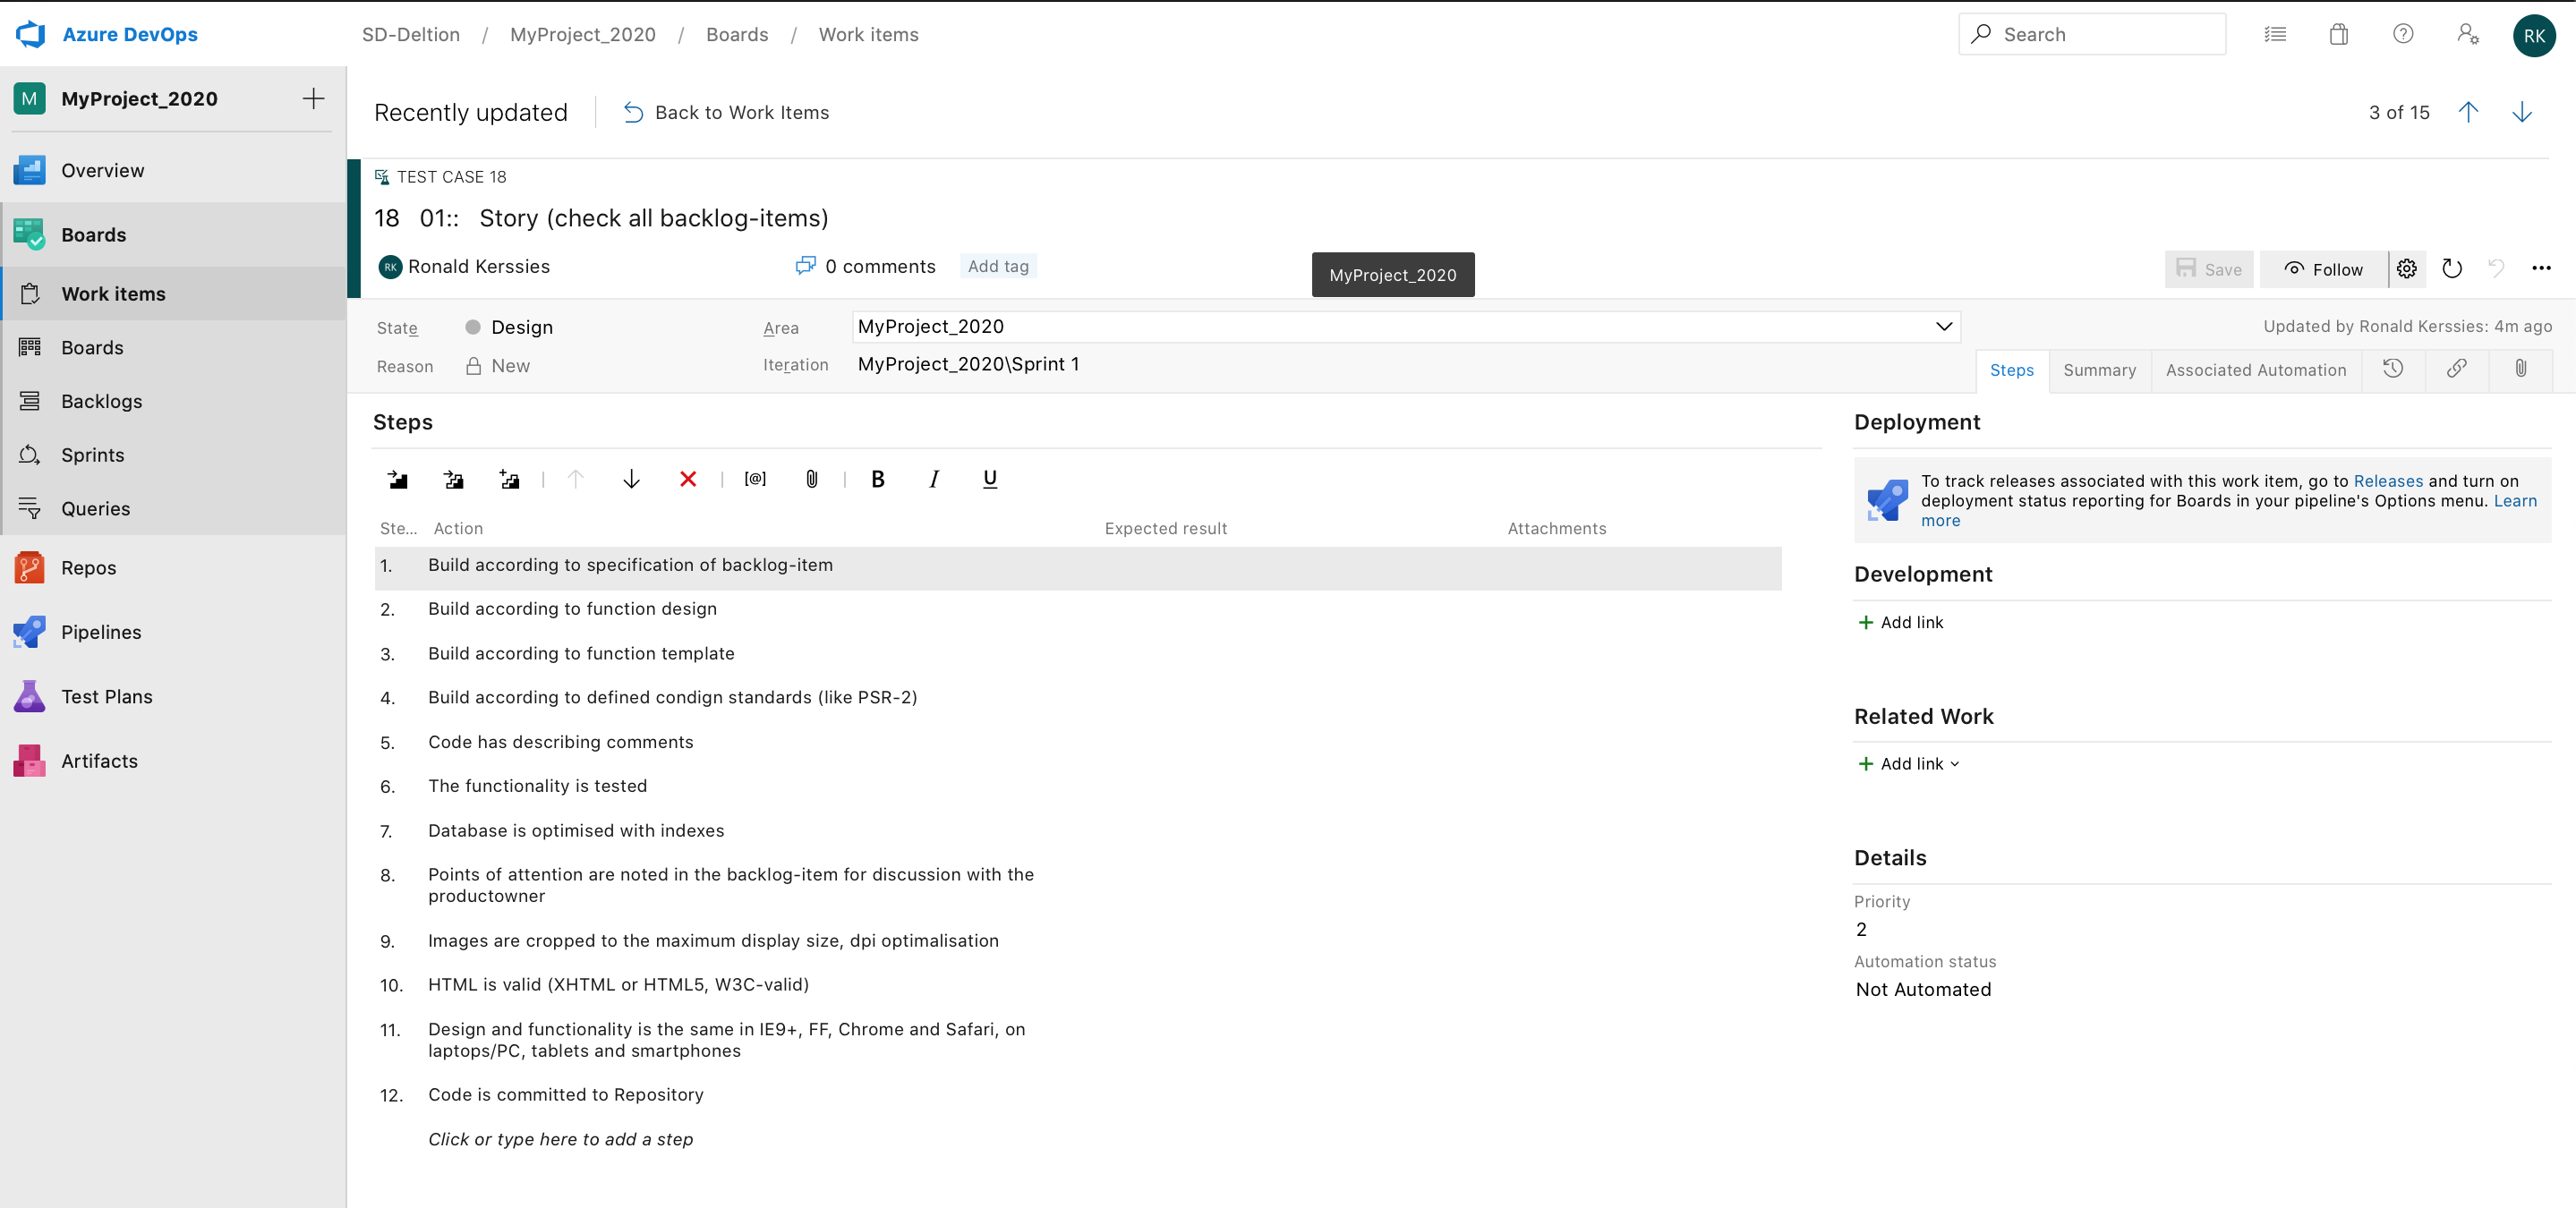 Azure DevOps
SD-Deltion / MyProject_2020 / Boards / Work items
Search
RK
M MyProject_2020
Overview
Boards
Work items
Boards
Backlogs
Sprints
Queries
Repos
Pipelines
Test Plans
Artifacts
Recently updated
Back to Work Items
3 of 15
TEST CASE 18
18 01:: Story (check all backlog-items)
RK Ronald Kerssies
0 comments
Add tag
MyProject_2020
Save
Follow
State Design
Area MyProject_2020
Updated by Ronald Kerssies: 4m ago
Reason New
Iteration MyProject_2020\Sprint 1
Steps Summary Associated Automation
Steps
[@] B I U
Ste... Action Expected result Attachments
1. Build according to specification of backlog-item
2. Build according to function design
3. Build according to function template
4. Build according to defined condign standards (like PSR-2)
5. Code has describing comments
6. The functionality is tested
7. Database is optimised with indexes
8. Points of attention are noted in the backlog-item for discussion with the
productowner
9. Images are cropped to the maximum display size, dpi optimalisation
10. HTML is valid (XHTML or HTML5, W3C-valid)
11. Design and functionality is the same in IE9+, FF, Chrome and Safari, on
laptops/PC, tablets and smartphones
12. Code is committed to Repository
Click or type here to add a step
Deployment
To track releases associated with this work item, go to Releases and turn on
deployment status reporting for Boards in your pipeline's Options menu. Learn
more
Development
+ Add link
Related Work
+ Add link
Details
Priority
2
Automation status
Not Automated